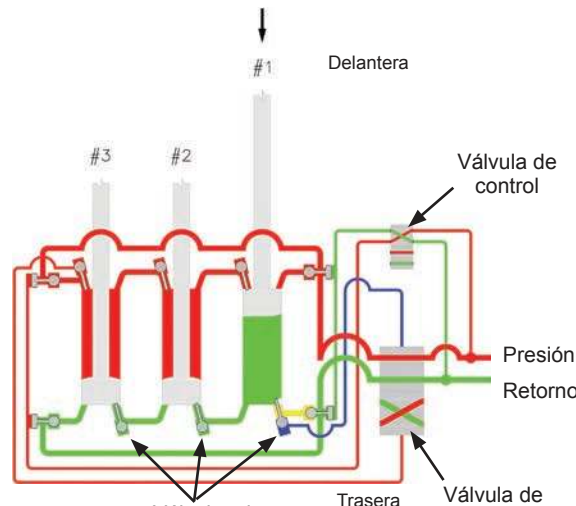 #1
Delantera
#3
#2
Válvula de
control
Presión
Retorno
Trasera
Válvula de